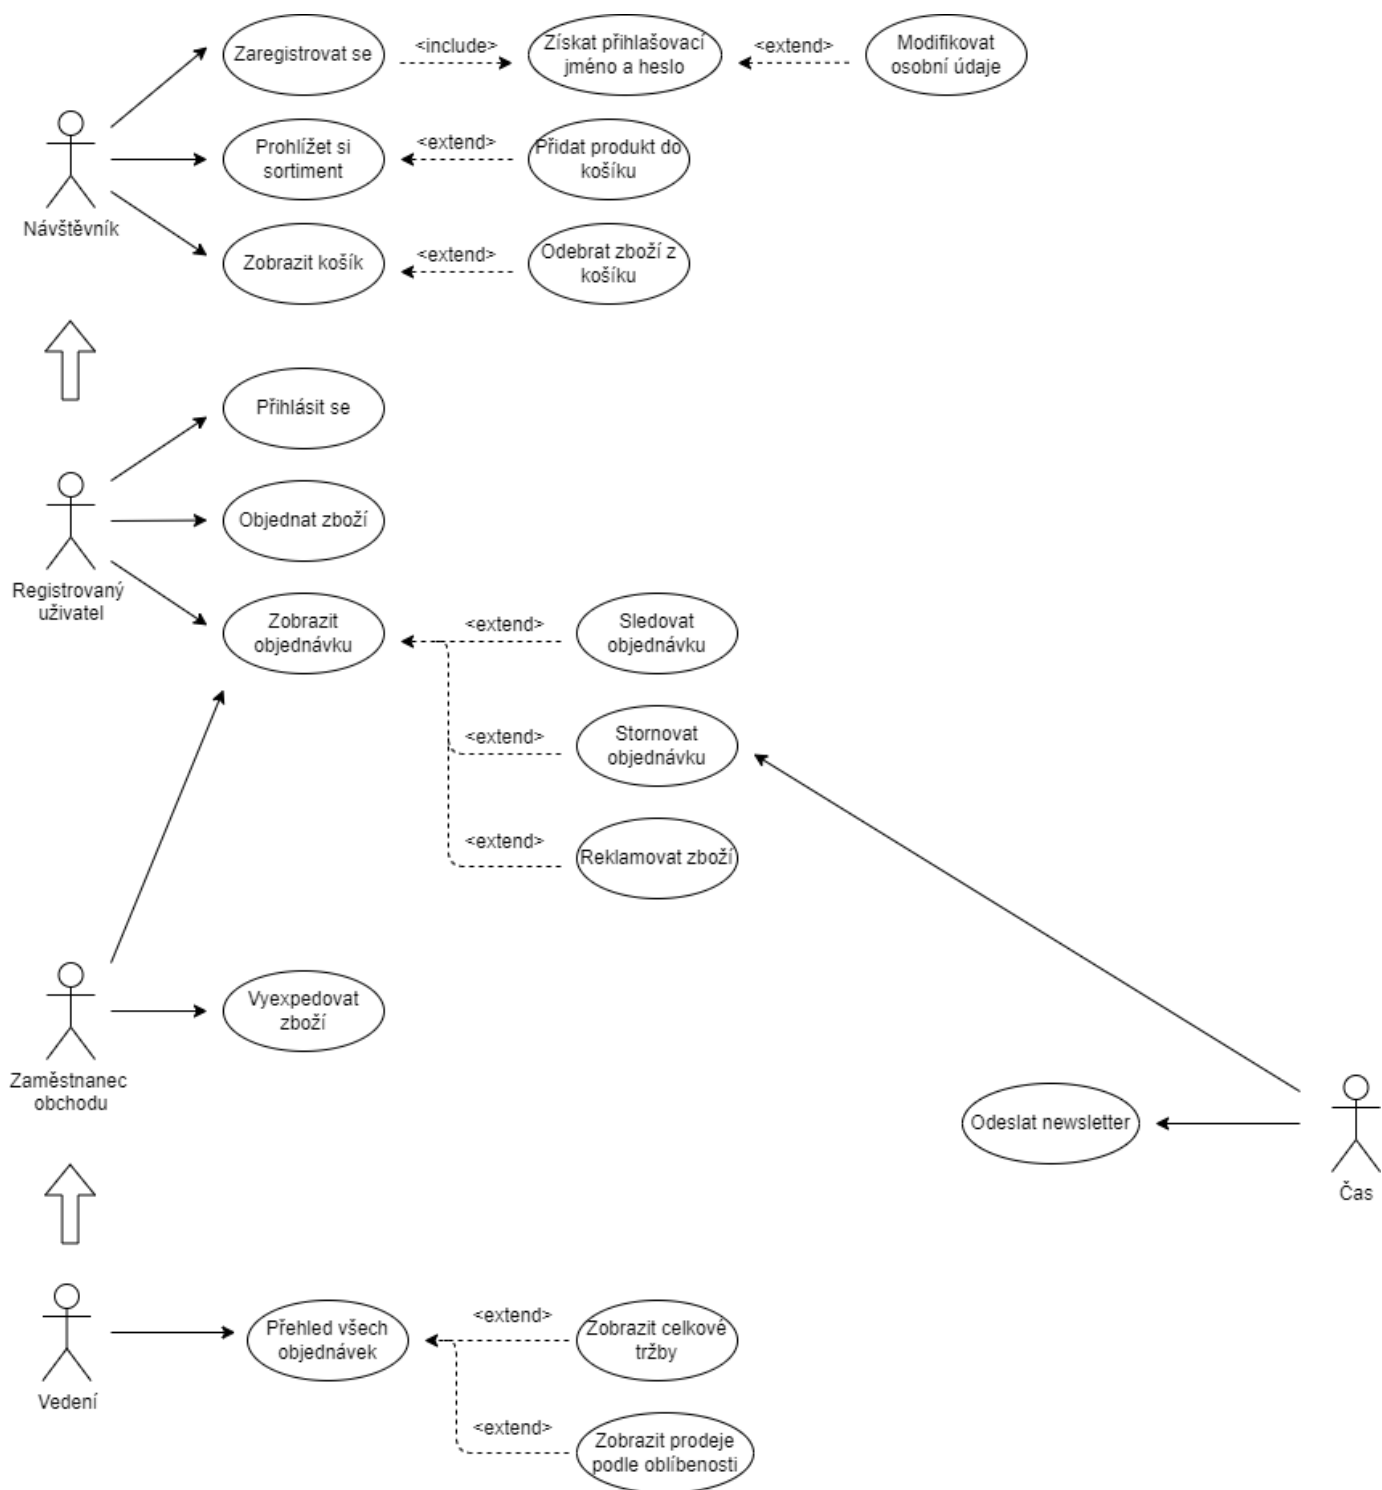 Zaregistrovat se
<include>
Získat přihlašovací
jméno a heslo
<extend>
Modifikovat
osobní údaje
Návštěvník
Prohlížet si
sortiment
<extend>
Přidat produkt do
košíku
Zobrazit košík
<extend>
Odebrat zboží z
košíku
Přihlásit se
Registrovaný
uživatel
Objednat zboží
Zobrazit
objednávku
<extend>
Sledovat
objednávku
<extend>
Stornovat
objednávku
<extend>
Reklamovat zboží
Zaměstnanec
obchodu
Vyexpedovat
zboží
Odeslat newsletter
Čas
Vedení
Přehled všech
objednávek
<extend>
Zobrazit celkové
tržby
<extend>
Zobrazit prodeje
podle oblíbenosti